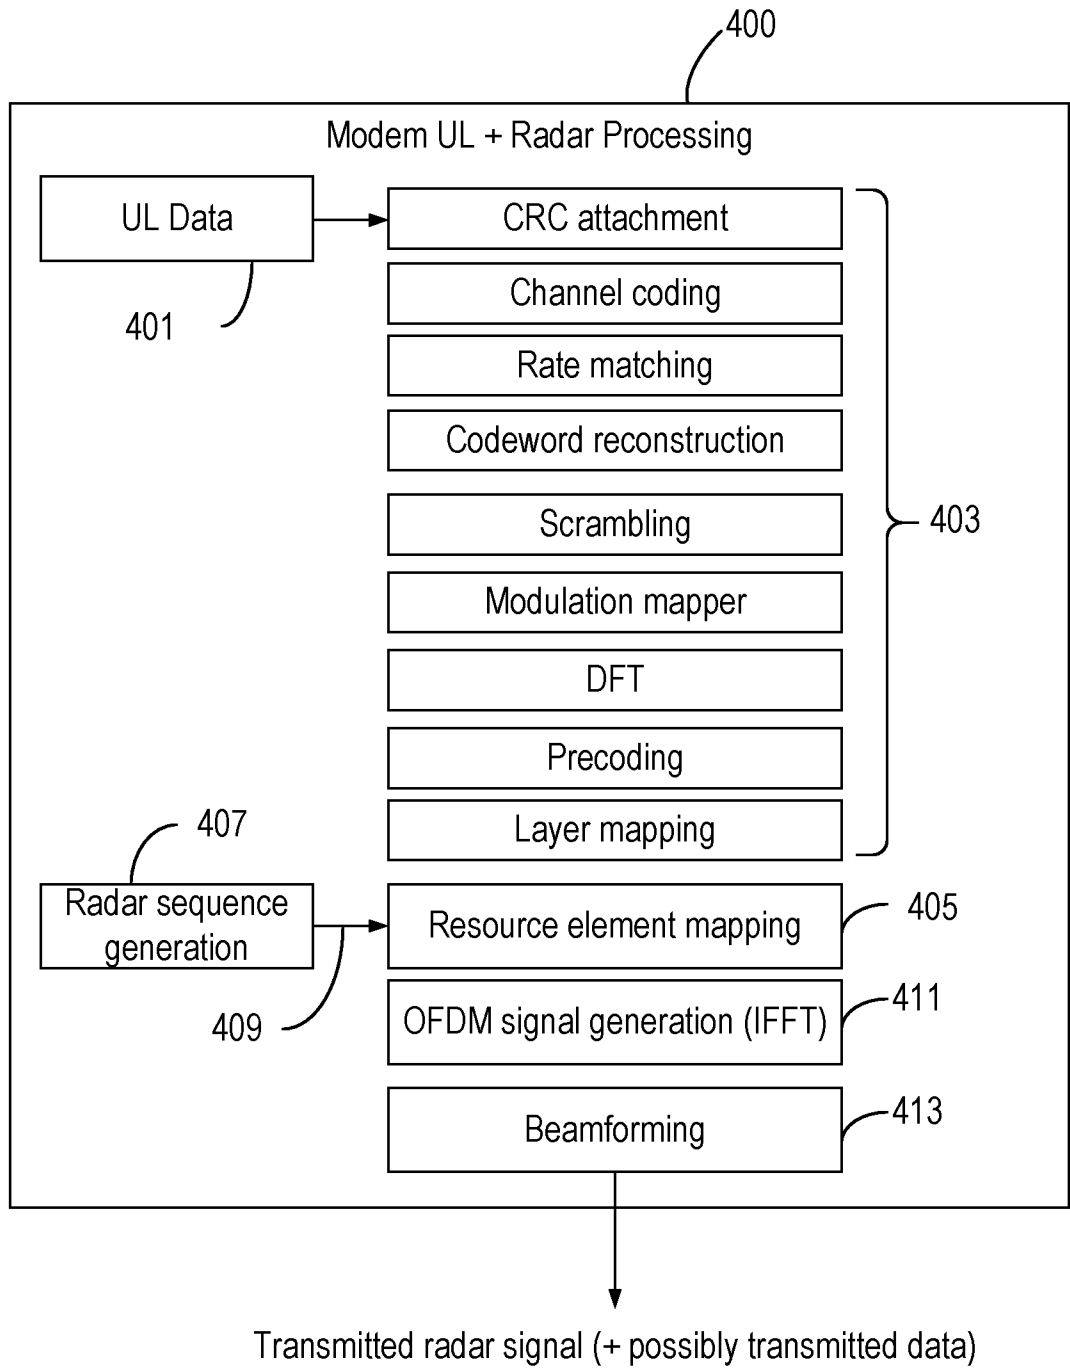 400
Modem UL + Radar Processing
UL Data
CRC attachment
401
Channel coding
Rate matching
Codeword reconstruction
Scrambling
403
Modulation mapper
DFT
Precoding
407
Layer mapping
Radar sequence
generation
409
Resource element mapping
405
OFDM signal generation (IFFT)
411
Beamforming
413
Transmitted radar signal (+ possibly transmitted data)